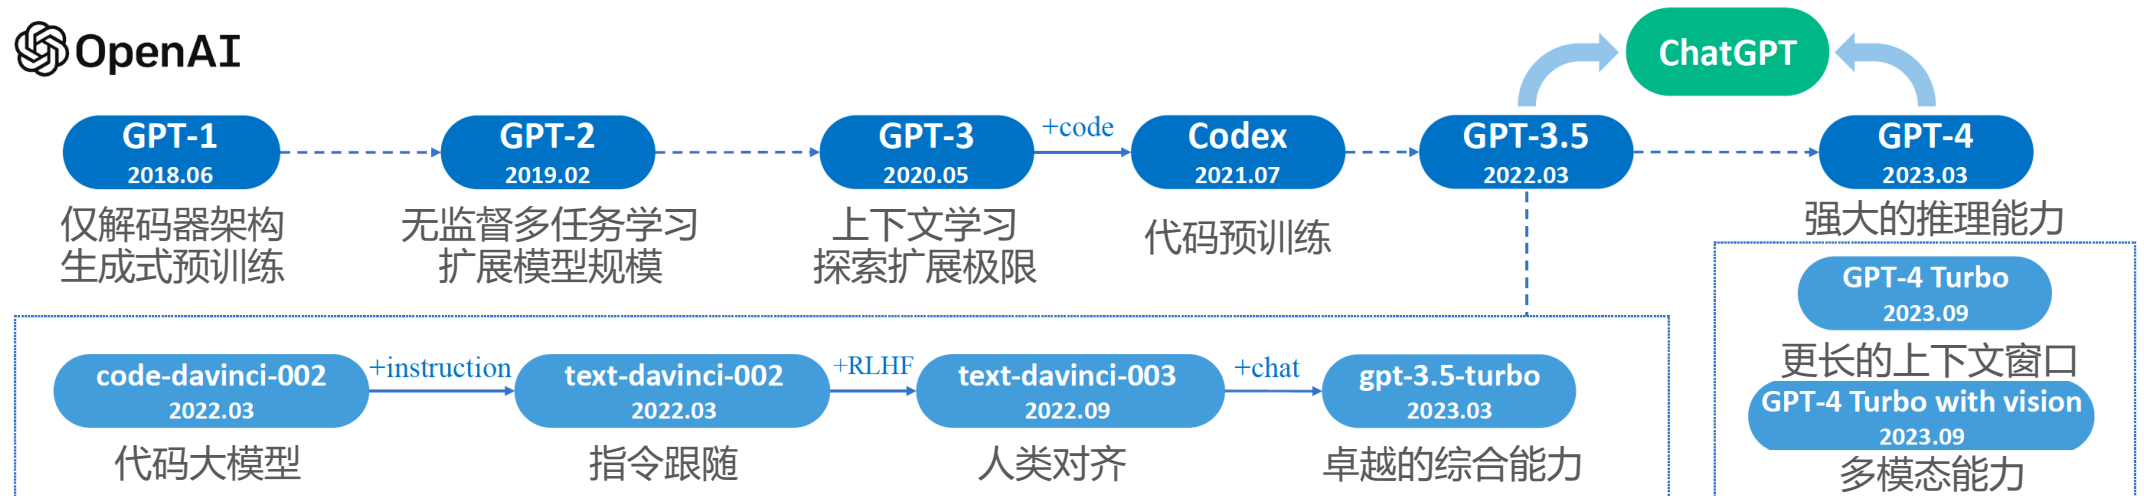 OpenAI
ChatGPT
GPT-1
2018.06
仅解码器架构
生成式预训练
GPT-2
2019.02
无监督多任务学习
扩展模型规模
GPT-3
2020.05
上下文学习
探索扩展极限
+code
Codex
2021.07
代码预训练
GPT-3.5
2022.03
GPT-4
2023.03
强大的推理能力
GPT-4 Turbo
2023.09
更长的上下文窗口
GPT-4 Turbo with vision
2023.09
多模态能力
code-davinci-002
2022.03
代码大模型
+instruction
text-davinci-002
2022.03
指令跟随
+RLHF
text-davinci-003
2022.09
人类对齐
+chat
gpt-3.5-turbo
2023.03
卓越的综合能力